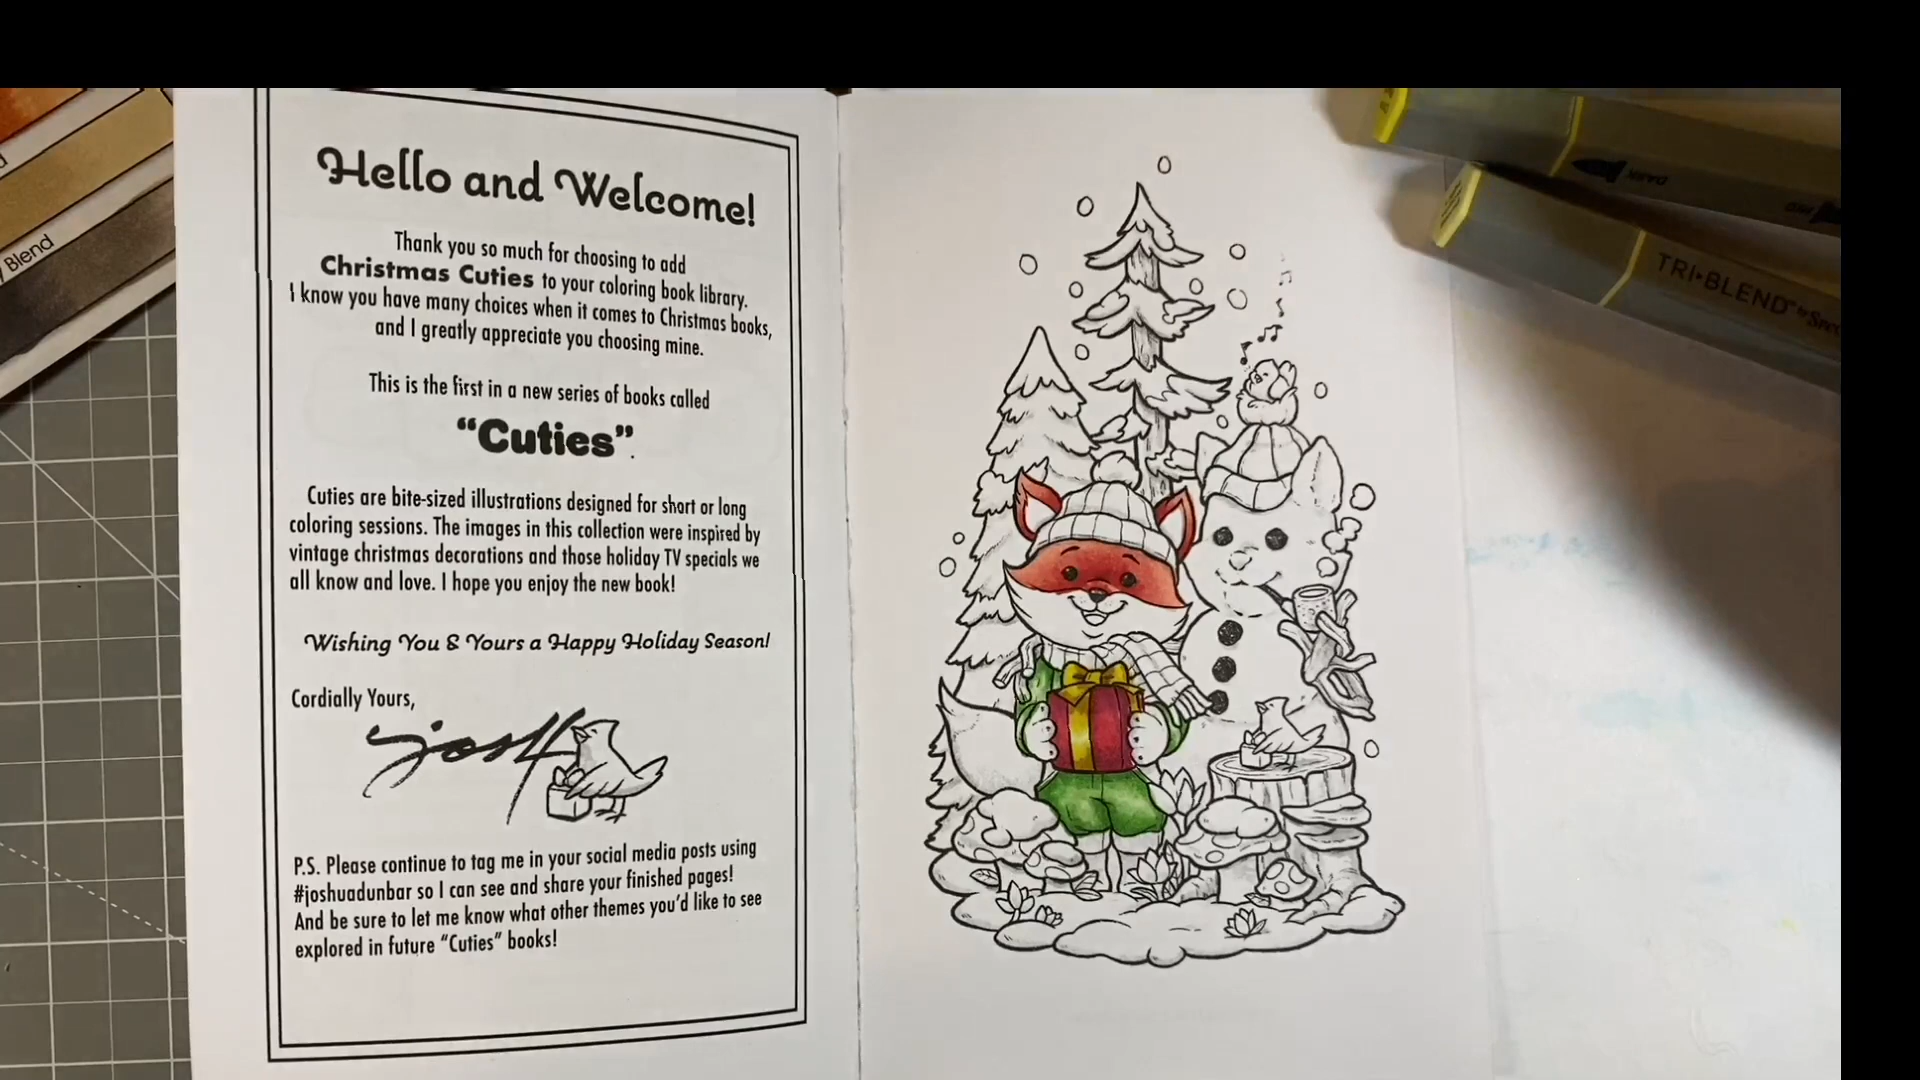 Blend
Hello and Welcome!
Thank you so much for choosing to add
Christmas Cuties to your coloring book library.
I know you have many choices when it comes to Christmas books,
and I greatly appreciate you choosing mine.
This is the first in a new series of books called
“Cuties”.
Cuties are bite-sized illustrations designed for short or long
coloring sessions. The images in this collection were inspired by
vintage christmas decorations and those holiday TV specials we
all know and love. I hope you enjoy the new book!
Wishing You & Yours a Happy Holiday Season!
Cordially Yours,
josh
P.S. Please continue to tag me in your social media posts using
#joshuadunbar so I can see and share your finished pages!
And be sure to let me know what other themes you'd like to see
explored in future “Cuties” books!
DARK
TRI•BLEND™ by